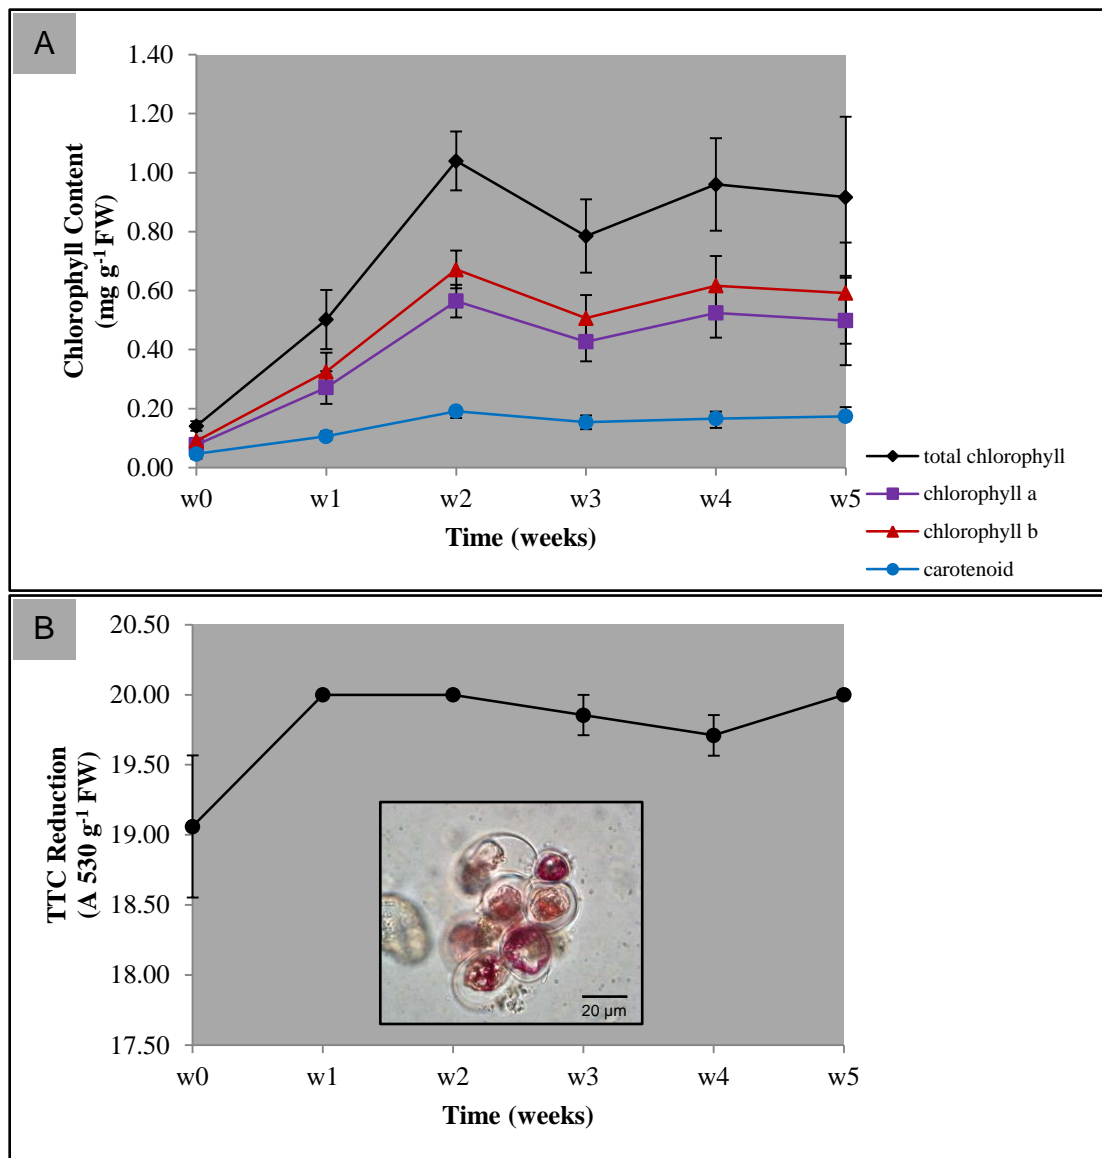 A
1.40
1.20
1.00
0.80
0.60
0.40
0.20
0.00
Chlorophyll Content
(mg g-1 FW)
w0 w1 w2 w3 w4 w5
Time (weeks)
total chlorophyll
chlorophyll a
chlorophyll b
carotenoid
B
20.50
20.00
19.50
19.00
18.50
18.00
17.50
TTC Reduction
(A 530 g-1 FW)
20 µm
w0 w1 w2 w3 w4 w5
Time (weeks)